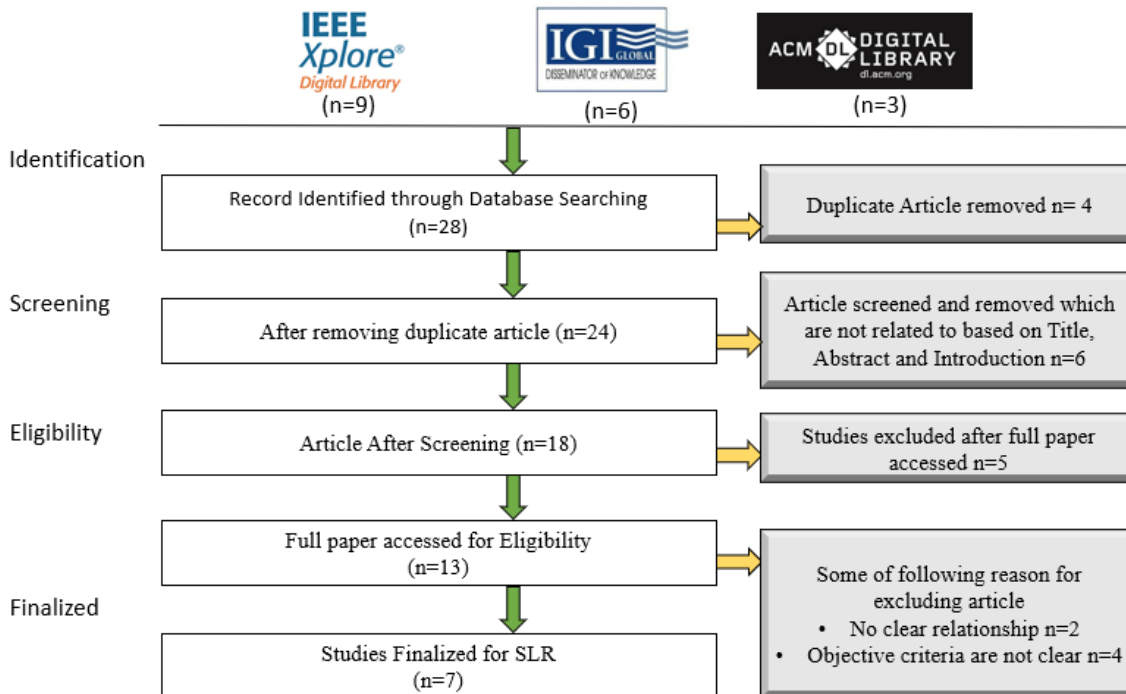 IEEE
Xplore®
Digital Library
(n=9)
IGI
GLOBAL
DISSEMINATOR of KNOWLEDGE
(n=6)
ACM DL DIGITAL
LIBRARY
dl.acm.org
(n=3)
Identification
Record Identified through Database Searching
(n=28)
Duplicate Article removed n= 4
Screening
After removing duplicate article (n=24)
Article screened and removed which
are not related to based on Title,
Abstract and Introduction n=6
Eligibility
Article After Screening (n=18)
Studies excluded after full paper
accessed n=5
Full paper accessed for Eligibility
(n=13)
Some of following reason for
excluding article
• No clear relationship n=2
• Objective criteria are not clear n=4
Finalized
Studies Finalized for SLR
(n=7)